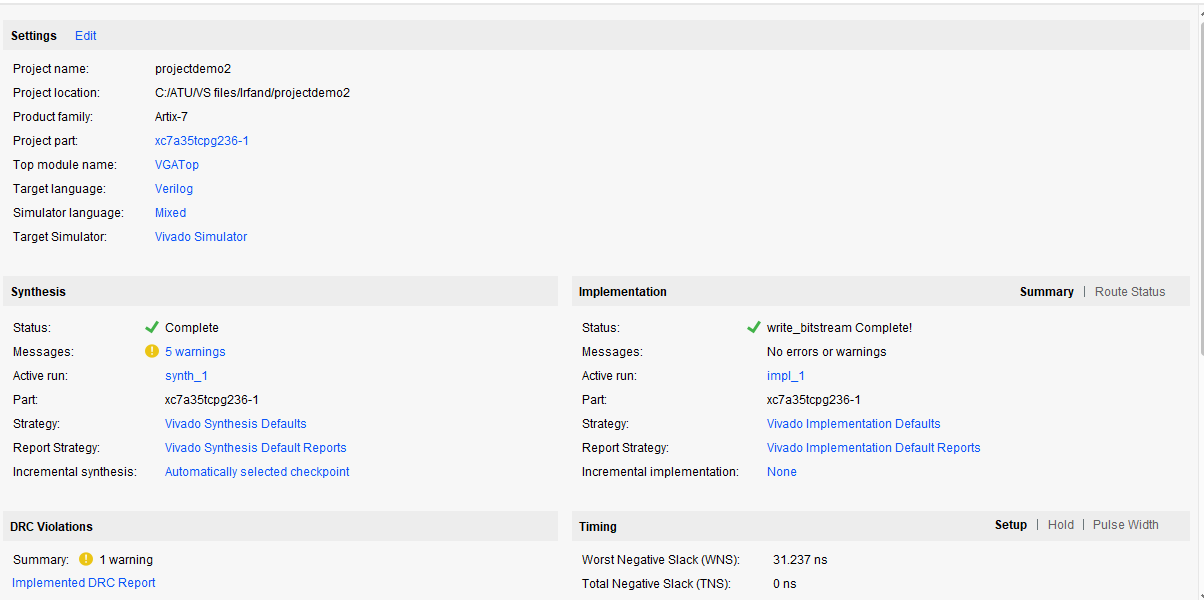 Settings Edit
Project name: projectdemo2
Project location: C:/ATU/VS files/Irfand/projectdemo2
Product family: Artix-7
Project part: xc7a35tcpg236-1
Top module name: VGATop
Target language: Verilog
Simulator language: Mixed
Target Simulator: Vivado Simulator
Synthesis
Status: Complete
Messages: 5 warnings
Active run: synth_1
Part: xc7a35tcpg236-1
Strategy: Vivado Synthesis Defaults
Report Strategy: Vivado Synthesis Default Reports
Incremental synthesis: Automatically selected checkpoint
Implementation Summary | Route Status
Status: write_bitstream Complete!
Messages: No errors or warnings
Active run: impl_1
Part: xc7a35tcpg236-1
Strategy: Vivado Implementation Defaults
Report Strategy: Vivado Implementation Default Reports
Incremental implementation: None
DRC Violations
Summary: 1 warning
Implemented DRC Report
Timing Setup | Hold | Pulse Width
Worst Negative Slack (WNS): 31.237 ns
Total Negative Slack (TNS): 0 ns